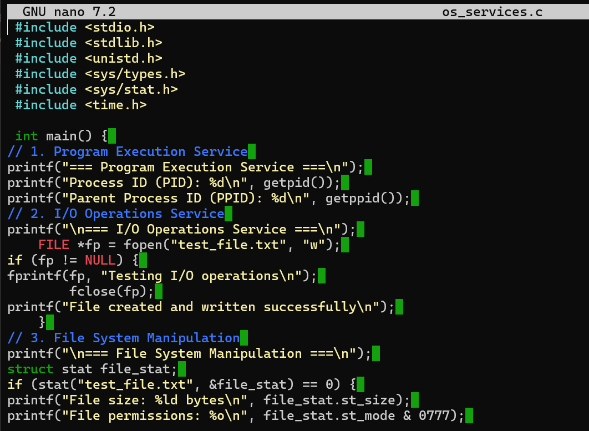 GNU nano 7.2 os_services.c
#include <stdio.h>
#include <stdlib.h>
#include <unistd.h>
#include <sys/types.h>
#include <sys/stat.h>
#include <time.h>
int main() {
// 1. Program Execution Service
printf("=== Program Execution Service ===\n");
printf("Process ID (PID): %d\n", getpid());
printf("Parent Process ID (PPID): %d\n", getppid());
// 2. I/O Operations Service
printf("\n=== I/O Operations Service ===\n");
    FILE *fp = fopen("test_file.txt", "w");
if (fp != NULL) {
fprintf(fp, "Testing I/O operations\n");
        fclose(fp);
printf("File created and written successfully\n");
    }
// 3. File System Manipulation
printf("\n=== File System Manipulation ===\n");
struct stat file_stat;
if (stat("test_file.txt", &file_stat) == 0) {
printf("File size: %ld bytes\n", file_stat.st_size);
printf("File permissions: %o\n", file_stat.st_mode & 0777);